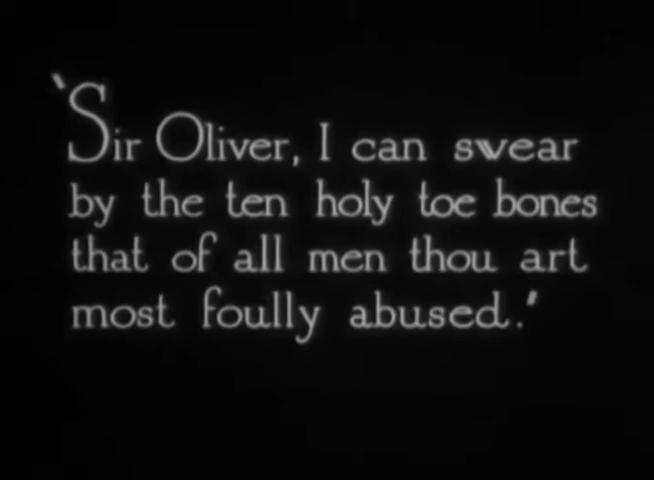 'Sir Oliver, I can swear
by the ten holy toe bones
that of all men thou art
most foully abused.'